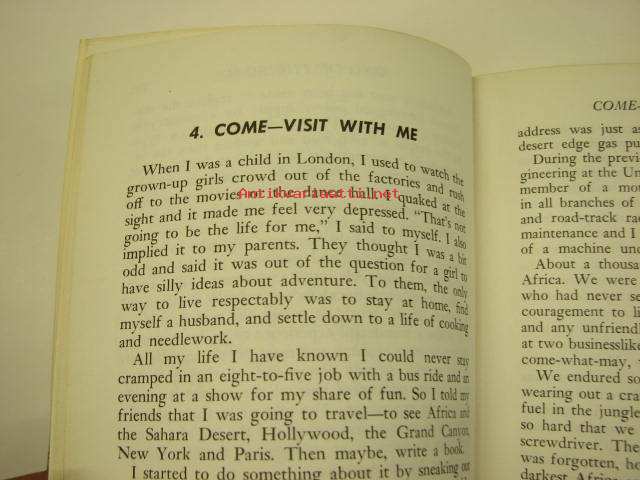 4. COME—VISIT WITH ME
When I was a child in London, I used to watch the
grown-up girls crowd out of the factories and rush
off to the movies or the dance hall. I quaked at the
Antikvariaatti.net
sight and it made me feel very depressed. "That's not
going to be the life for me," I said to myself. I also
implied it to my parents. They thought I was a bit
odd and said it was out of the question for a girl to
have silly ideas about adventure. To them, the only
way to live respectably was to stay at home, find
myself a husband, and settle down to a life of cooking
and needlework.
All my life I have known I could never stay
cramped in an eight-to-five job with a bus ride and an
evening at a show for my share of fun. So I told my
friends that I was going to travel—to see Africa and
the Sahara Desert, Hollywood, the Grand Canyon,
New York and Paris. Then maybe, write a book.
I started to do something about it by sneaking out
COME—
address was just as
desert edge gas pu
During the previ
gineering at the Un
member of a mo
in all branches of
and road-track ra
maintenance and I
of a machine und
About a thousa
Africa. We were
who had never se
couragement to li
and any unfriendl
at two businesslike
come-what-may,
We endured so
wearing out a cra
fuel in the jungle
so hard that we
screwdriver. The
was forgotten, he
darkest Africa